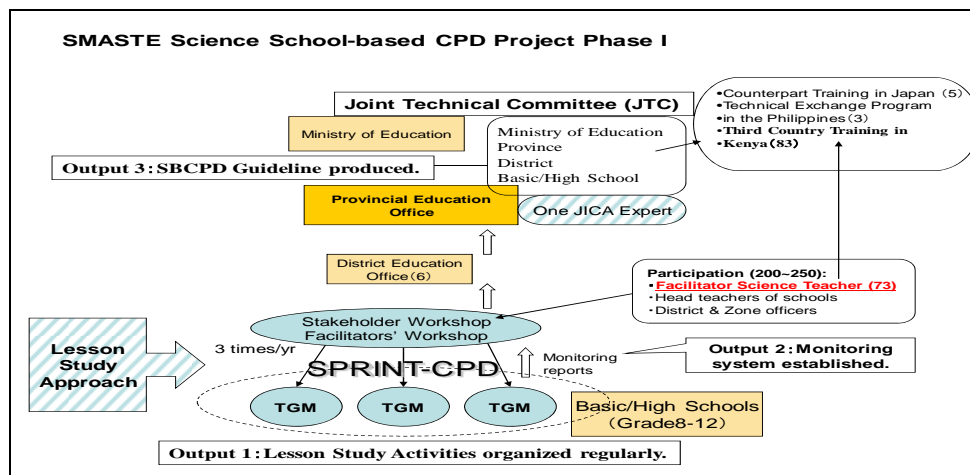 SMASTE Science School-based CPD Project Phase I
•Counterpart Training in Japan (5)
•Technical Exchange Program
in the Philippines (3)
•Third Country Training in
Kenya(83)
Joint Technical Committee (JTC)
Ministry of Education
Ministry of Education
Province
District
Basic/High School
Output 3：SBCPD Guideline produced.
Provincial Education
Office
One JICA Expert
District Education
Office(6)
Participation (200~250):
•Facilitator Science Teacher (73)
・Head teachers of schools
・District & Zone officers
Stakeholder Workshop
Facilitators' Workshop
Lesson
Study
Approach
3 times/yr
SPRINT-CPD
Monitoring
reports
Output 2：Monitoring
system established.
TGM
TGM
TGM
Basic/High Schools
(Grade8-12)
Output 1：Lesson Study Activities organized regularly.